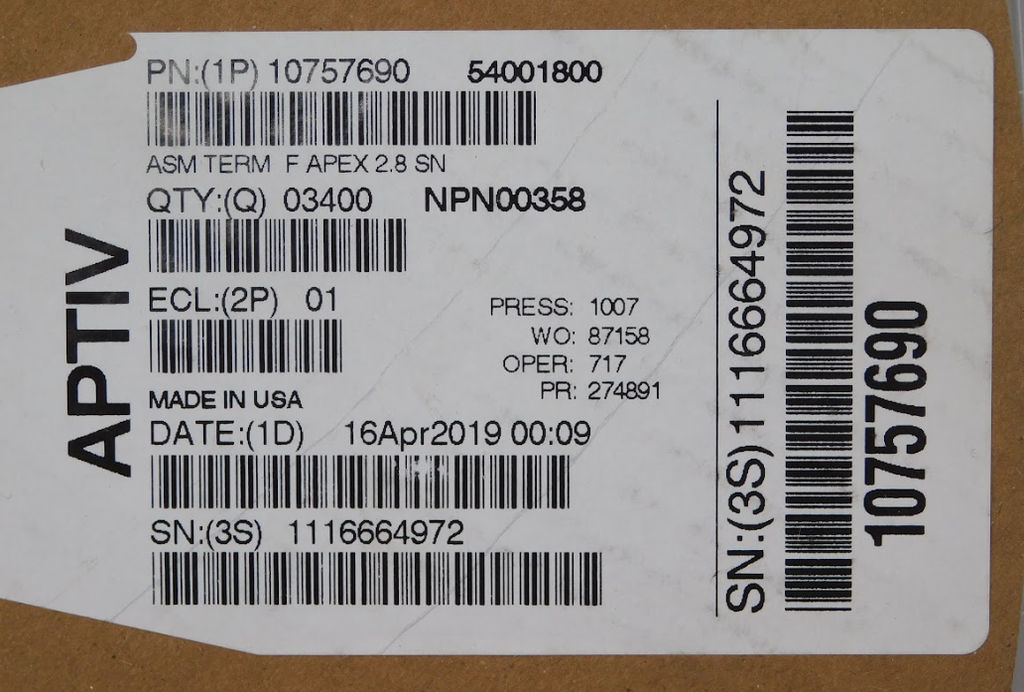 APTIV
PN:(1P) 10757690 54001800
ASM TERM F APEX 2.8 SN
QTY:(Q) 03400 NPN00358
ECL:(2P) 01
PRESS: 1007
WO: 87158
OPER: 717
PR: 274891
MADE IN USA
DATE:(1D) 16Apr2019 00:09
SN:(3S) 1116664972
SN:(3S) 1116664972
10757690